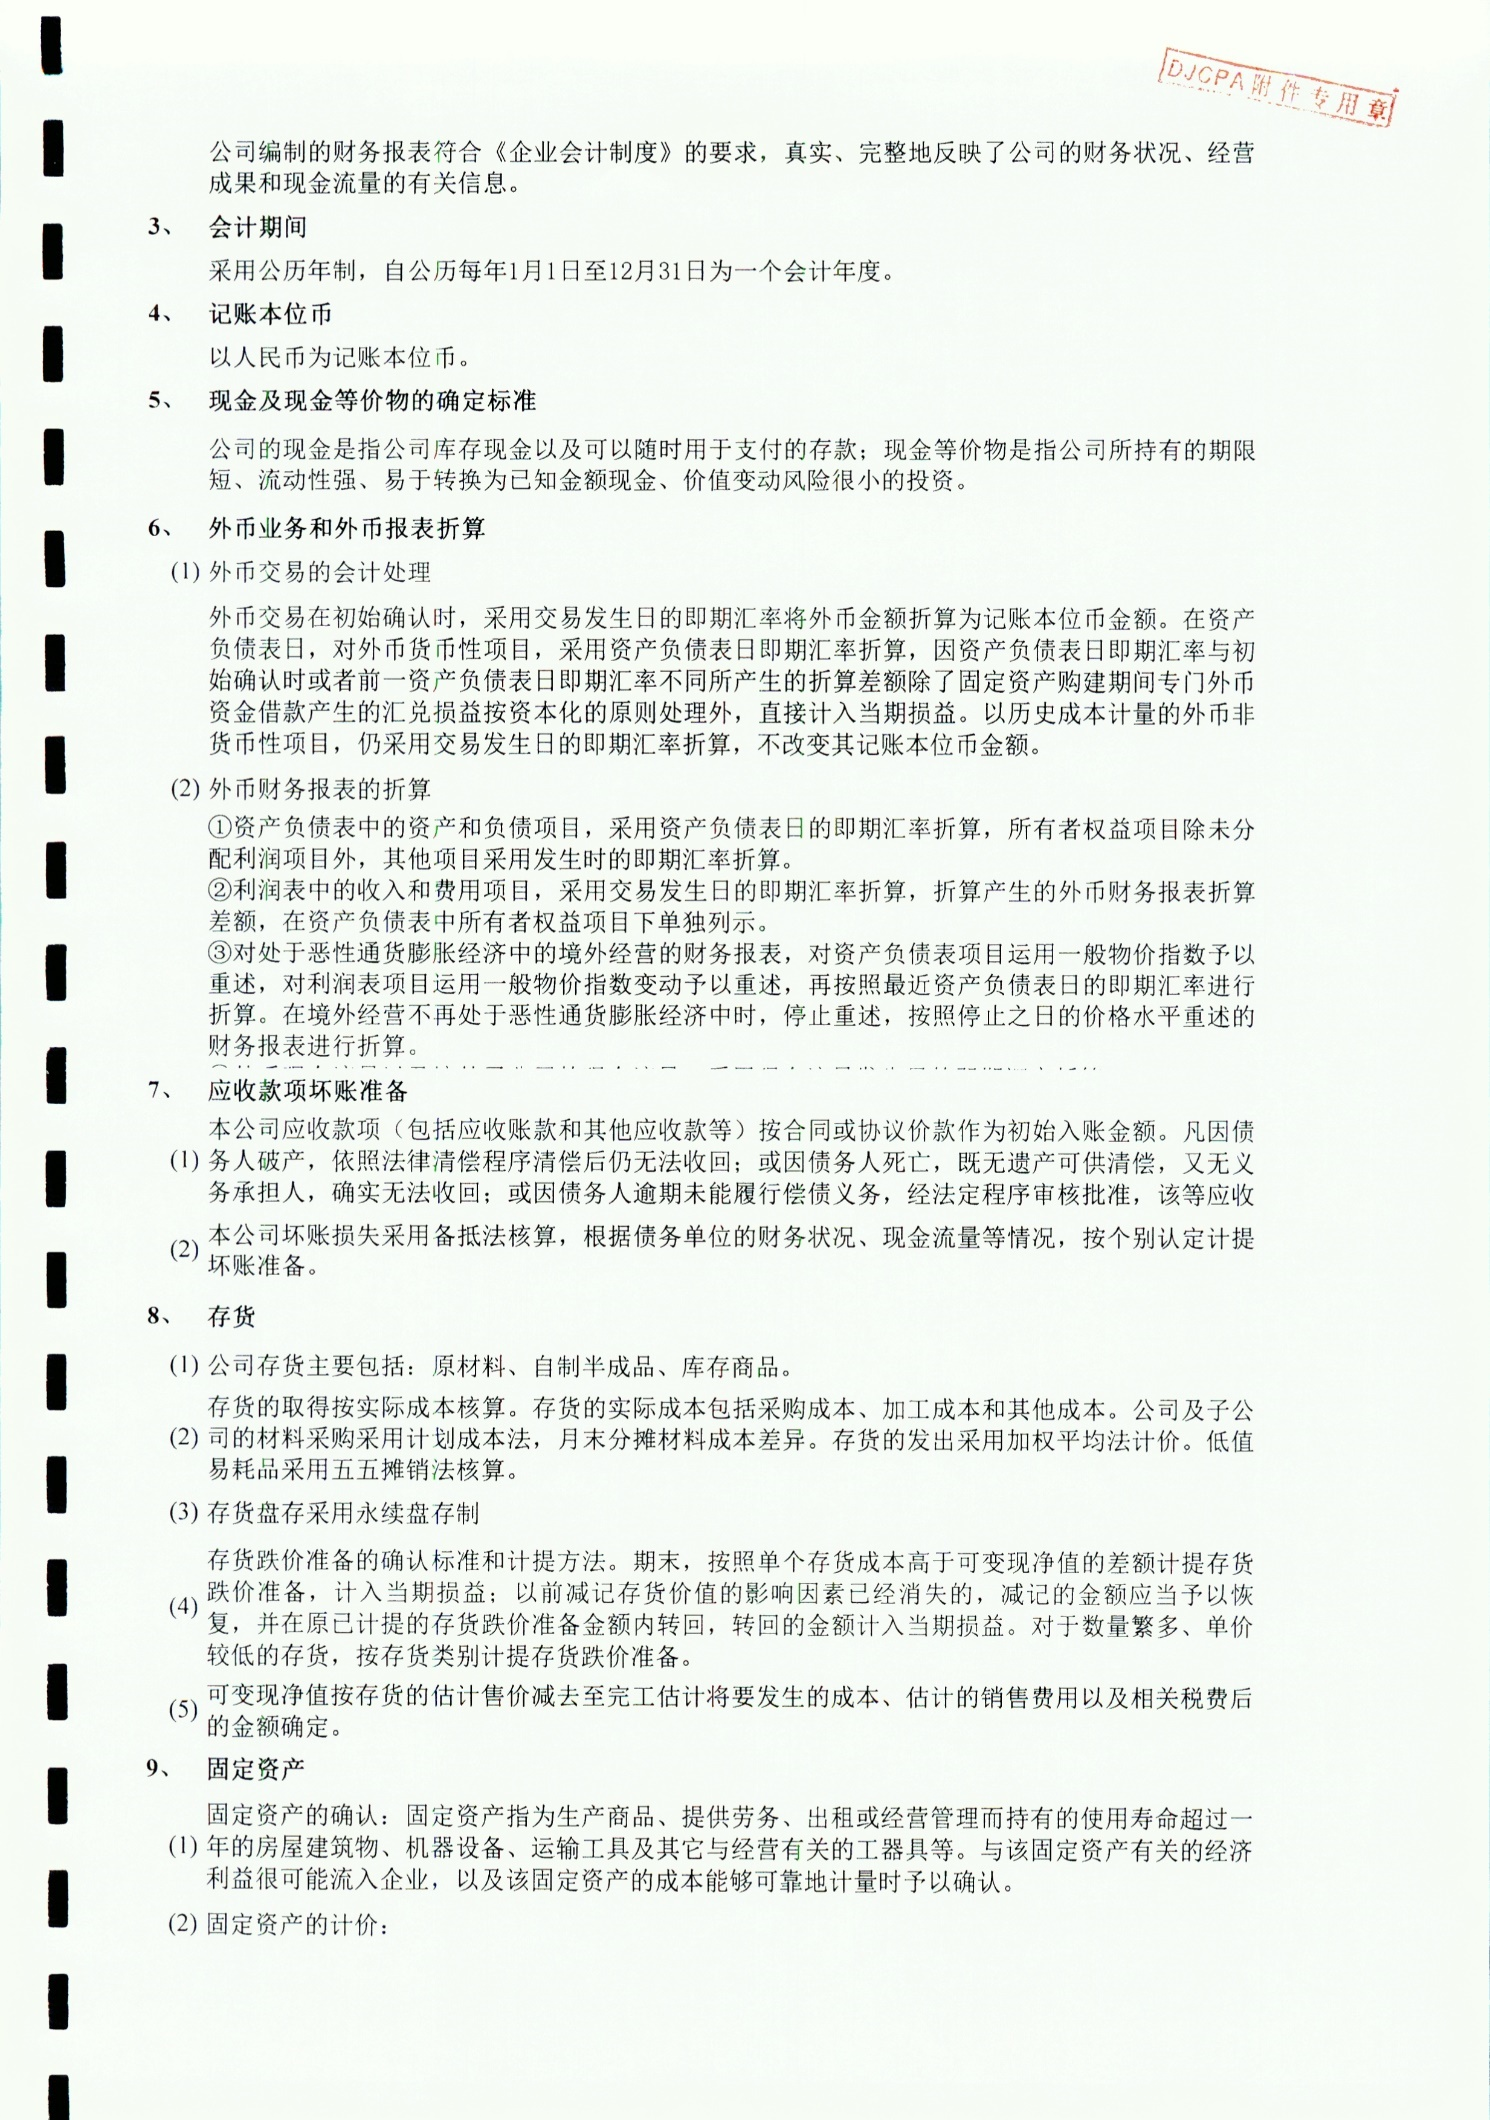 DJCPA附件专用章
公司编制的财务报表符合《企业会计制度》的要求，真实、完整地反映了公司的财务状况、经营
成果和现金流量的有关信息。
3、 会计期间
采用公历年制，自公历每年1月1日至12月31日为一个会计年度。
4、 记账本位币
以人民币为记账本位币。
5、 现金及现金等价物的确定标准
公司的现金是指公司库存现金以及可以随时用于支付的存款；现金等价物是指公司所持有的期限
短、流动性强、易于转换为已知金额现金、价值变动风险很小的投资。
6、 外币业务和外币报表折算
(1) 外币交易的会计处理
外币交易在初始确认时，采用交易发生日的即期汇率将外币金额折算为记账本位币金额。在资产
负债表日，对外币货币性项目，采用资产负债表日即期汇率折算，因资产负债表日即期汇率与初
始确认时或者前一资产负债表日即期汇率不同所产生的折算差额除了固定资产购建期间专门外币
资金借款产生的汇兑损益按资本化的原则处理外，直接计入当期损益。以历史成本计量的外币非
货币性项目，仍采用交易发生日的即期汇率折算，不改变其记账本位币金额。
(2) 外币财务报表的折算
①资产负债表中的资产和负债项目，采用资产负债表日的即期汇率折算，所有者权益项目除未分
配利润项目外，其他项目采用发生时的即期汇率折算。
②利润表中的收入和费用项目，采用交易发生日的即期汇率折算，折算产生的外币财务报表折算
差额，在资产负债表中所有者权益项目下单独列示。
③对处于恶性通货膨胀经济中的境外经营的财务报表，对资产负债表项目运用一般物价指数予以
重述，对利润表项目运用一般物价指数变动予以重述，再按照最近资产负债表日的即期汇率进行
折算。在境外经营不再处于恶性通货膨胀经济中时，停止重述，按照停止之日的价格水平重述的
财务报表进行折算。
7、 应收款项坏账准备
本公司应收款项（包括应收账款和其他应收款等）按合同或协议价款作为初始入账金额。凡因债
(1) 务人破产，依照法律清偿程序清偿后仍无法收回；或因债务人死亡，既无遗产可供清偿，又无义
务承担人，确实无法收回；或因债务人逾期未能履行偿债义务，经法定程序审核批准，该等应收
本公司坏账损失采用备抵法核算，根据债务单位的财务状况、现金流量等情况，按个别认定计提
(2) 坏账准备。
8、 存货
(1) 公司存货主要包括：原材料、自制半成品、库存商品。
存货的取得按实际成本核算。存货的实际成本包括采购成本、加工成本和其他成本。公司及子公
(2) 司的材料采购采用计划成本法，月末分摊材料成本差异。存货的发出采用加权平均法计价。低值
易耗品采用五五摊销法核算。
(3) 存货盘存采用永续盘存制
存货跌价准备的确认标准和计提方法。期末，按照单个存货成本高于可变现净值的差额计提存货
跌价准备，计入当期损益；以前减记存货价值的影响因素已经消失的，减记的金额应当予以恢
(4) 复，并在原已计提的存货跌价准备金额内转回，转回的金额计入当期损益。对于数量繁多、单价
较低的存货，按存货类别计提存货跌价准备。
(5) 可变现净值按存货的估计售价减去至完工估计将要发生的成本、估计的销售费用以及相关税费后
的金额确定。
9、 固定资产
固定资产的确认：固定资产指为生产商品、提供劳务、出租或经营管理而持有的使用寿命超过一
(1) 年的房屋建筑物、机器设备、运输工具及其它与经营有关的工器具等。与该固定资产有关的经济
利益很可能流入企业，以及该固定资产的成本能够可靠地计量时予以确认。
(2) 固定资产的计价：